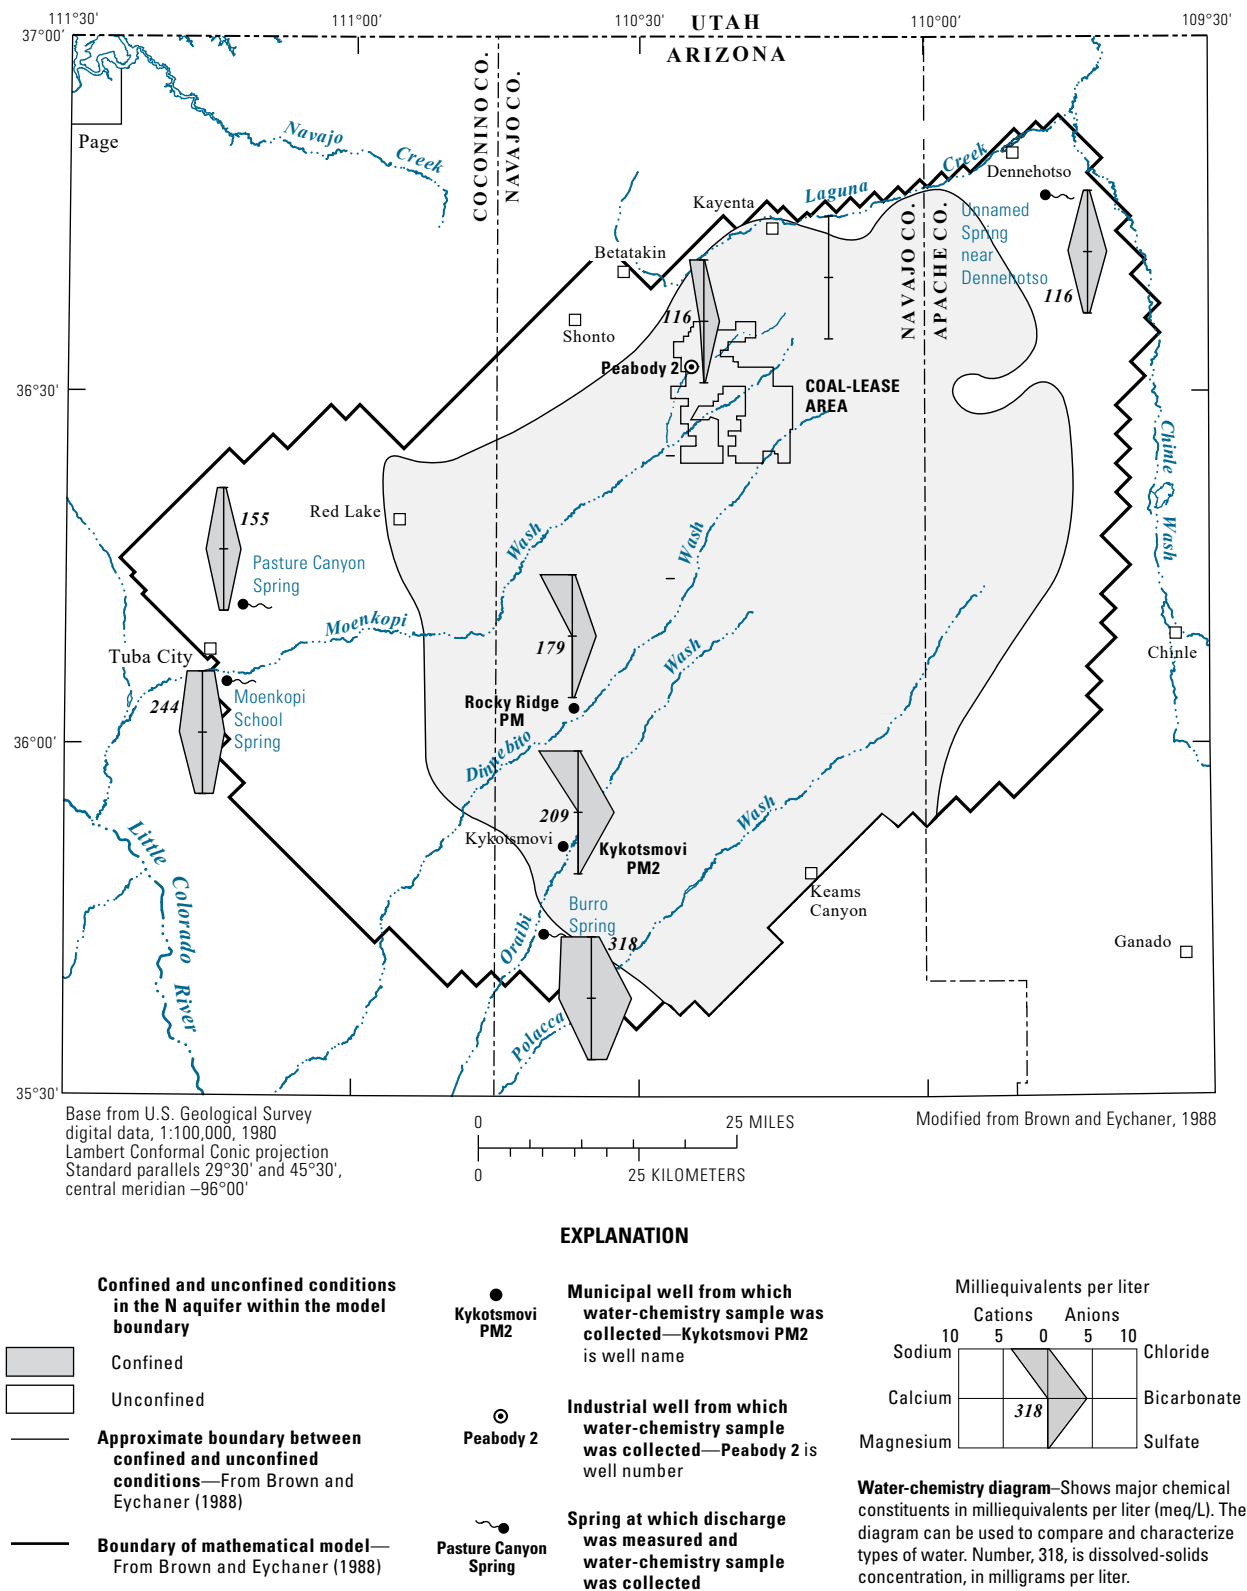 111°30'
111°00'
110°30'
110°00'
109°30'
UTAH
ARIZONA
37°00'
Page
Navajo
Creek
COCONINO CO.
NAVAJO CO.
Creek
Dennehotso
Laguna
Kayenta
NAVAJO CO.
APACHE CO.
Unnamed
Spring
near
Dennehotso
116
Betatakin
116
Shonto
Peabody 2
COAL-LEASE
AREA
36°30'
Chinle
Wash
155
Red Lake
Pasture Canyon
Spring
Wash
Wash
Moenkopi
Wash
179
Tuba City
Chinle
244
Moenkopi
School
Spring
Rocky Ridge
PM
36°00'
Dinnebito
209
Wash
Kykotsmovi
Kykotsmovi
PM2
Little
Colorado
River
Keams
Canyon
Burro
Spring
Oraibi
318
Ganado
Polacca
35°30'
Base from U.S. Geological Survey
digital data, 1:100,000, 1980
Lambert Conformal Conic projection
Standard parallels 29°30' and 45°30',
central meridian –96°00'
0
25 MILES
0
25 KILOMETERS
Modified from Brown and Eychaner, 1988
EXPLANATION
Confined and unconfined conditions
in the N aquifer within the model
boundary
Confined
Unconfined
Approximate boundary between
confined and unconfined
conditions—From Brown and
Eychaner (1988)
Boundary of mathematical model—
From Brown and Eychaner (1988)
Kykotsmovi
PM2
Municipal well from which
water-chemistry sample was
collected—Kykotsmovi PM2
is well name
Peabody 2
Industrial well from which
water-chemistry sample
was collected—Peabody 2 is
well number
Pasture Canyon
Spring
Spring at which discharge
was measured and
water-chemistry sample
was collected
Milliequivalents per liter
Cations
Anions
10 5 0 5 10
Sodium
Chloride
Calcium
Bicarbonate
318
Magnesium
Sulfate
Water-chemistry diagram–Shows major chemical
constituents in milliequivalents per liter (meq/L). The
diagram can be used to compare and characterize
types of water. Number, 318, is dissolved-solids
concentration, in milligrams per liter.